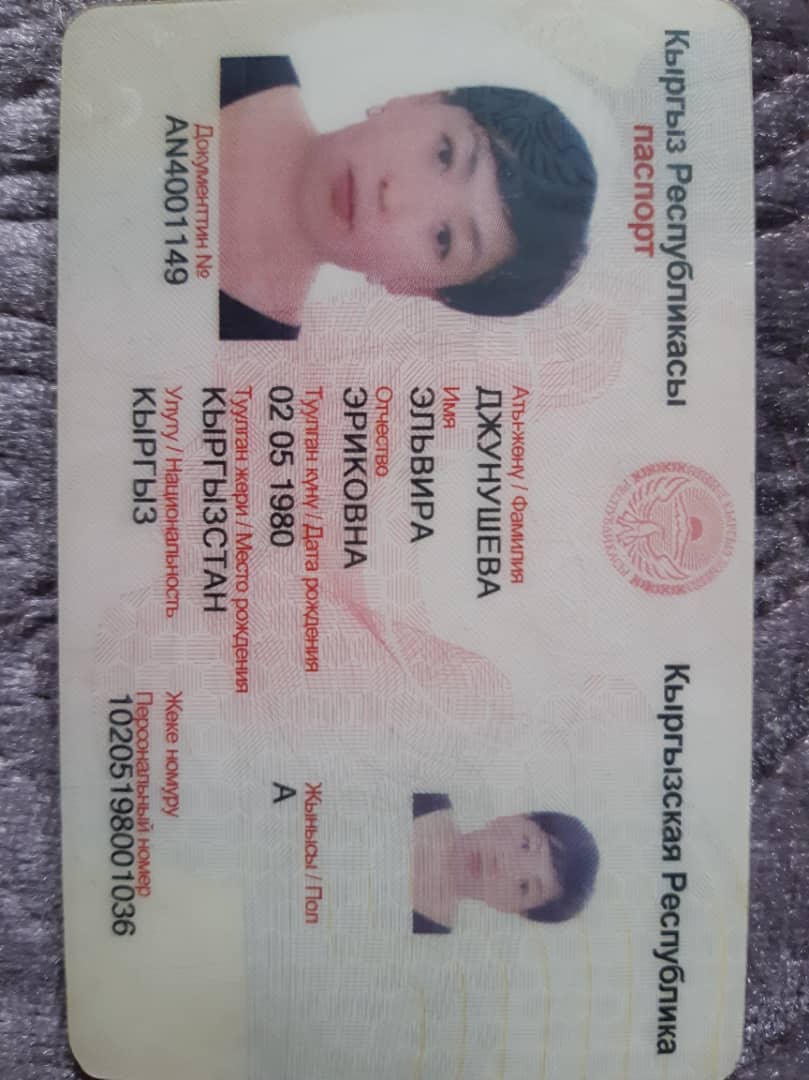 Кыргыз Республикасы
Кыргызская Республика
паспорт
Аты-жөнү / Фамилия
ДЖУНУШЕВА
Имя
ЭЛЬВИРА
Отчество
ЭРИКОВНА
Туулган күнү / Дата рождения
02 05 1980
Жынысы / Пол
А
Туулган жери / Место рождения
КЫРГЫЗСТАН
Улуту / Национальность
КЫРГЫЗ
Жеке номуру
Персональный номер
10205198001036
Документтин №
AN4001149